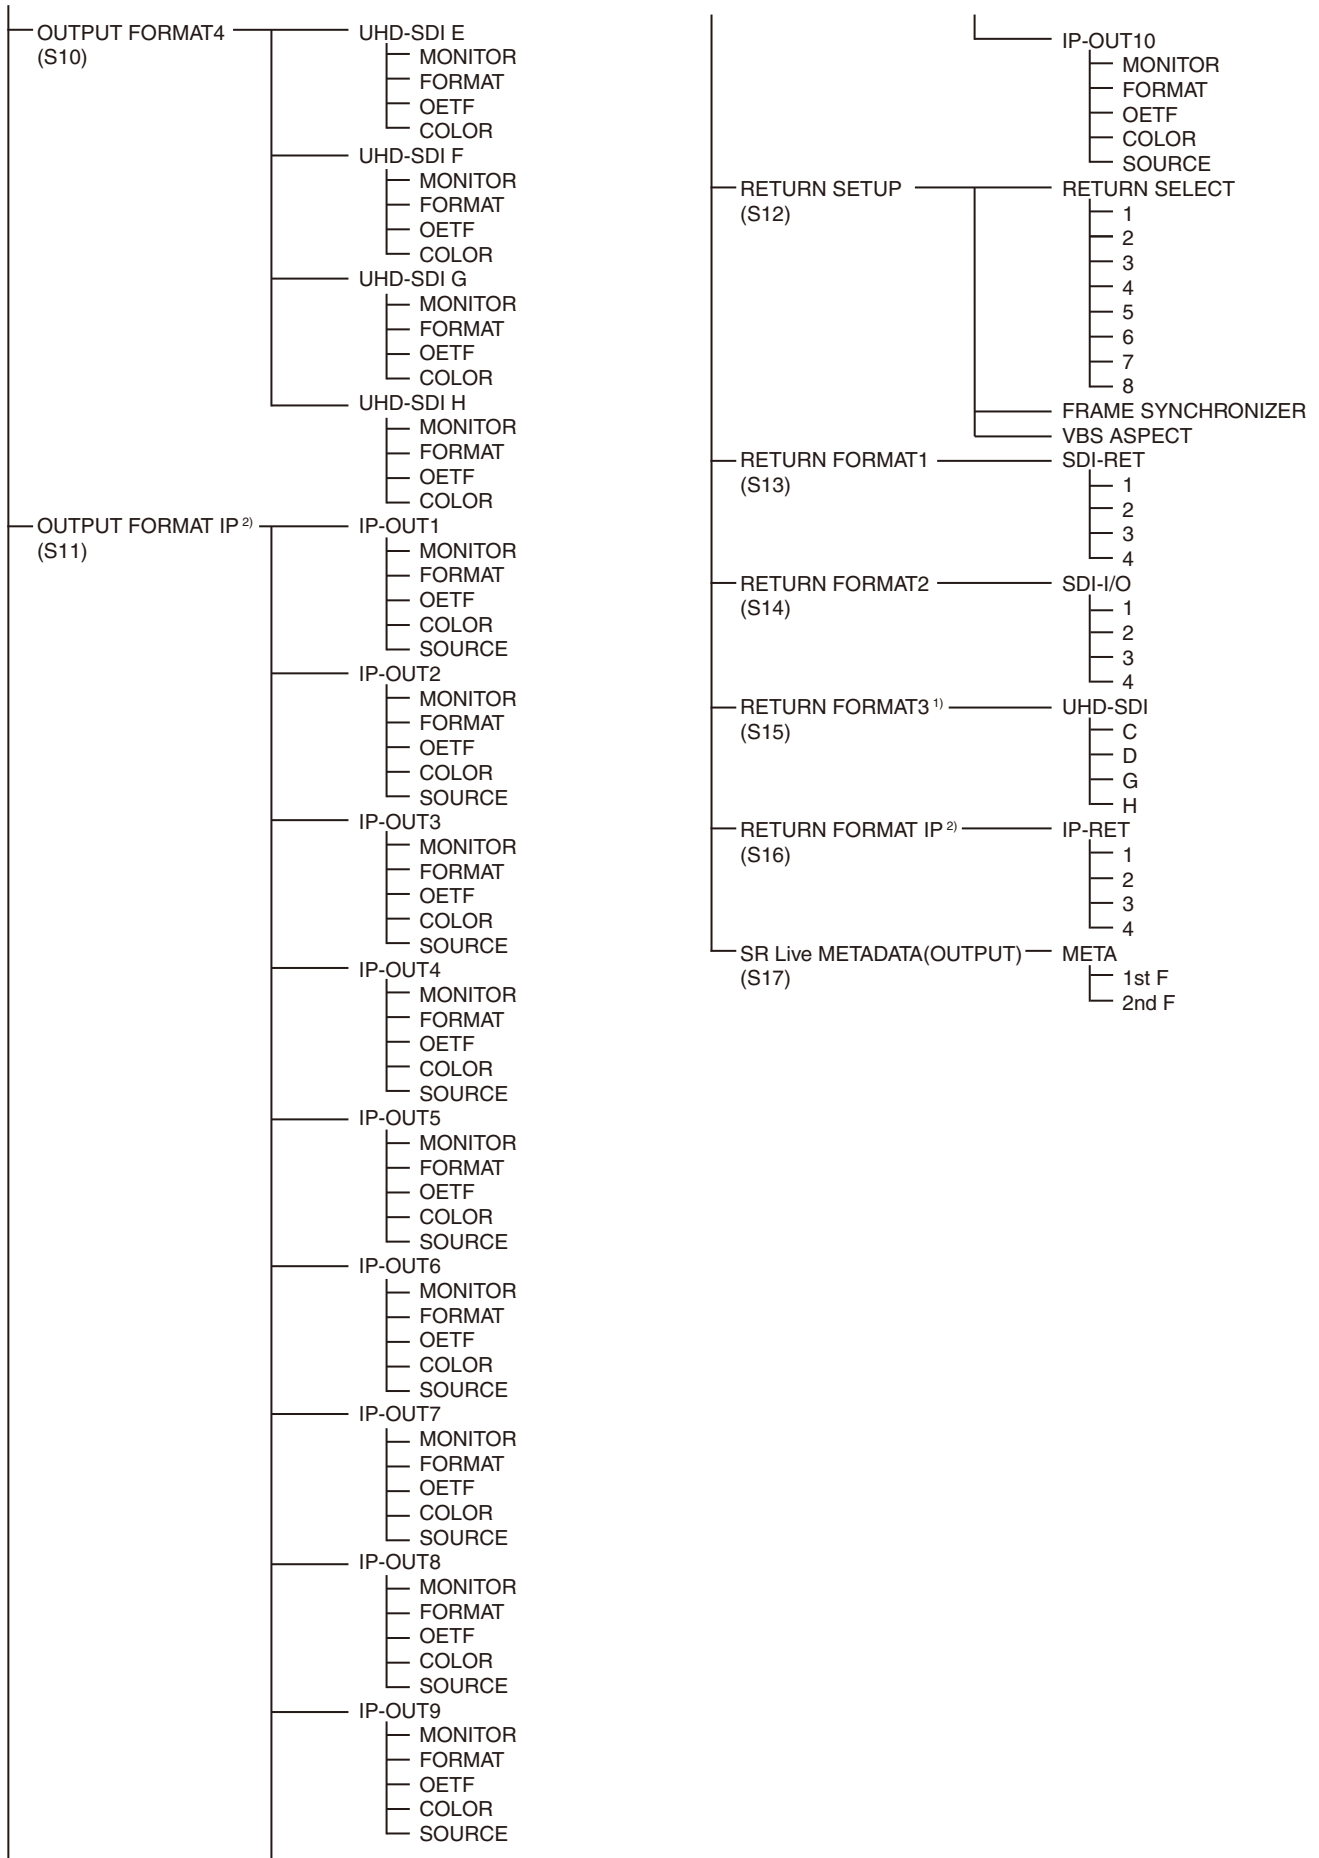 OUTPUT FORMAT4
(S10)
UHD-SDI E
MONITOR
FORMAT
OETF
COLOR
UHD-SDI F
MONITOR
FORMAT
OETF
COLOR
UHD-SDI G
MONITOR
FORMAT
OETF
COLOR
UHD-SDI H
MONITOR
FORMAT
OETF
COLOR
OUTPUT FORMAT IP 2)
(S11)
IP-OUT1
MONITOR
FORMAT
OETF
COLOR
SOURCE
IP-OUT2
MONITOR
FORMAT
OETF
COLOR
SOURCE
IP-OUT3
MONITOR
FORMAT
OETF
COLOR
SOURCE
IP-OUT4
MONITOR
FORMAT
OETF
COLOR
SOURCE
IP-OUT5
MONITOR
FORMAT
OETF
COLOR
SOURCE
IP-OUT6
MONITOR
FORMAT
OETF
COLOR
SOURCE
IP-OUT7
MONITOR
FORMAT
OETF
COLOR
SOURCE
IP-OUT8
MONITOR
FORMAT
OETF
COLOR
SOURCE
IP-OUT9
MONITOR
FORMAT
OETF
COLOR
SOURCE
IP-OUT10
MONITOR
FORMAT
OETF
COLOR
SOURCE
RETURN SETUP
(S12)
RETURN SELECT
1
2
3
4
5
6
7
8
FRAME SYNCHRONIZER
VBS ASPECT
RETURN FORMAT1
(S13)
SDI-RET
1
2
3
4
RETURN FORMAT2
(S14)
SDI-I/O
1
2
3
4
RETURN FORMAT3 1)
(S15)
UHD-SDI
C
D
G
H
RETURN FORMAT IP 2)
(S16)
IP-RET
1
2
3
4
SR Live METADATA(OUTPUT)
(S17)
META
1st F
2nd F